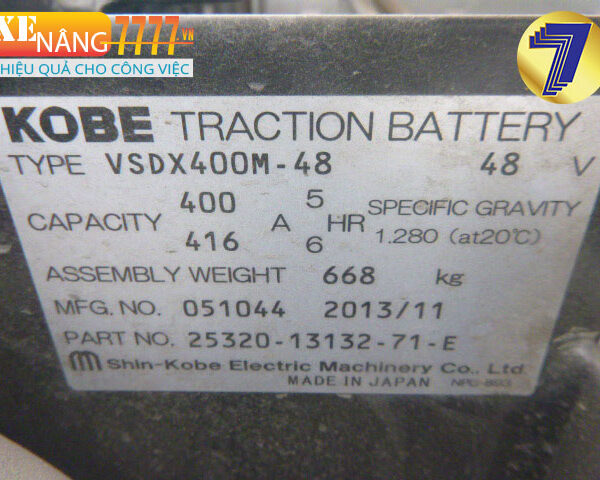 XE
NÂNG7777.VN
HIỆU QUẢ CHO CÔNG VIỆC
7
KOBE TRACTION BATTERY
TYPE VSDX400M-48 48 V
CAPACITY 400 A 5 HR SPECIFIC GRAVITY
416 6 1.280 (at20℃)
ASSEMBLY WEIGHT 668 kg
MFG. NO. 051044 2013/11
PART NO. 25320-13132-71-E
Shin-Kobe Electric Machinery Co., Ltd.
MADE IN JAPAN